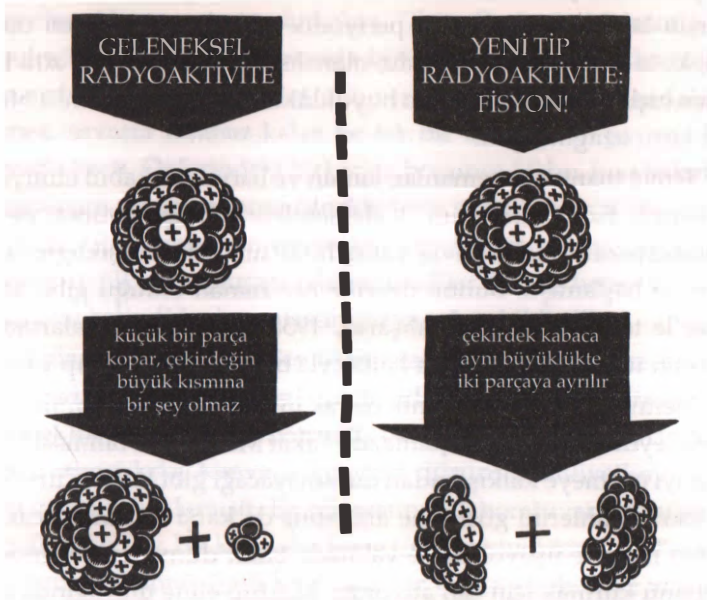 GELENEKSEL
RADYOAKTİVİTE
küçük bir parça
kopar, çekirdeğin
büyük kısmına
bir şey olmaz
+
YENİ TİP
RADYOAKTİVİTE:
FİSYON!
çekirdek kabaca
aynı büyüklükte
iki parçaya ayrılır
+